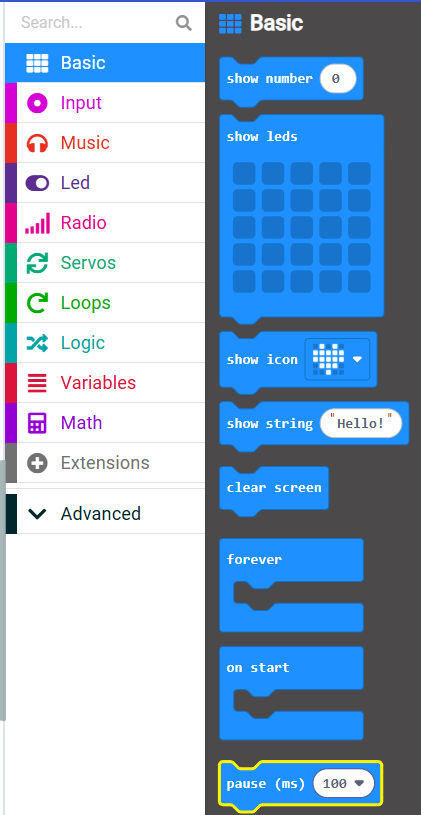 Search...
Basic
Input
Music
Led
Radio
Servos
Loops
Logic
Variables
Math
Extensions
Advanced
Basic
show number 0
show leds
show icon
show string "Hello!"
clear screen
forever
on start
pause (ms) 100